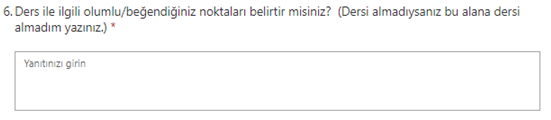 6. Ders ile ilgili olumlu/beğendiğiniz noktaları belirtir misiniz? (Dersi almadıysanız bu alana dersi
almadım yazınız.) *
Yanıtınızı girin